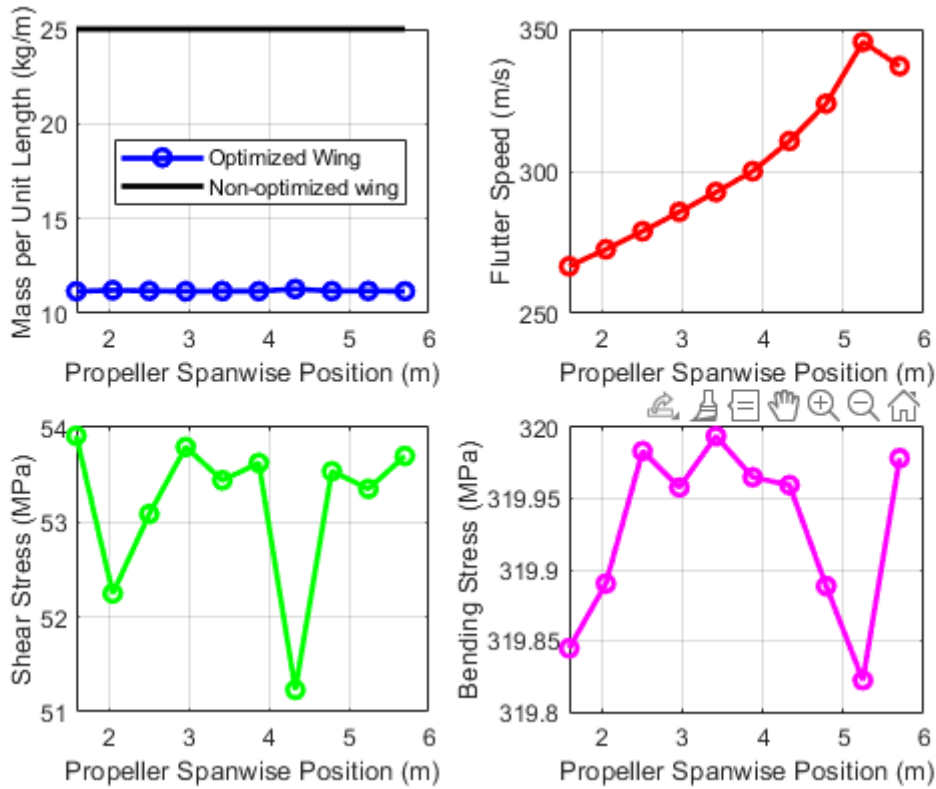 Mass per Unit Length (kg/m)
25
20
15
10
Optimized Wing
Non-optimized wing
2 3 4 5 6
Propeller Spanwise Position (m)
Flutter Speed (m/s)
350
300
250
2 3 4 5 6
Propeller Spanwise Position (m)
Shear Stress (MPa)
54
53
52
51
2 3 4 5 6
Propeller Spanwise Position (m)
Bending Stress (MPa)
320
319.95
319.9
319.85
319.8
2 3 4 5 6
Propeller Spanwise Position (m)